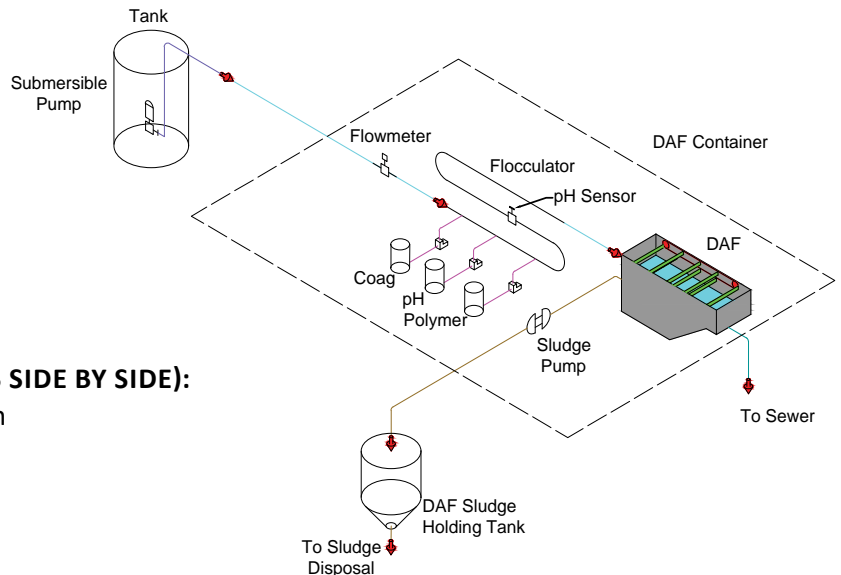 Tank
Submersible
Pump
Flowmeter
Flocculator
DAF Container
pH Sensor
DAF
Coag
pH
Polymer
Sludge
Pump
SIDE BY SIDE):
To Sewer
DAF Sludge
Holding Tank
To Sludge
Disposal